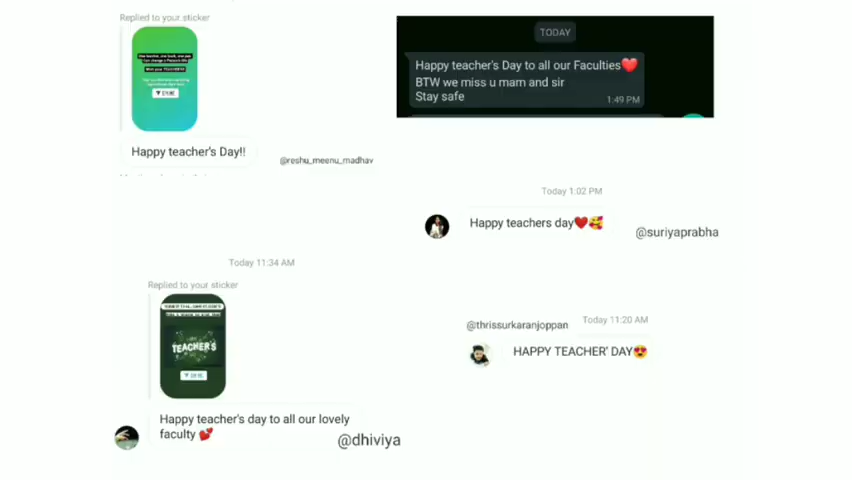 Replied to your sticker
Happy teacher's Day!!
@reshu_meenu_madhav
TODAY
Happy teacher's Day to all our Faculties❤️
BTW we miss u mam and sir
Stay safe
1:49 PM
Today 1:02 PM
Happy teachers day❤️🥰
@suriyaprabha
Today 11:34 AM
Replied to your sticker
TEACHER'S
Happy teacher's day to all our lovely
faculty 💕
@dhiviya
@thrissurkaranjoppan
Today 11:20 AM
HAPPY TEACHER' DAY😍